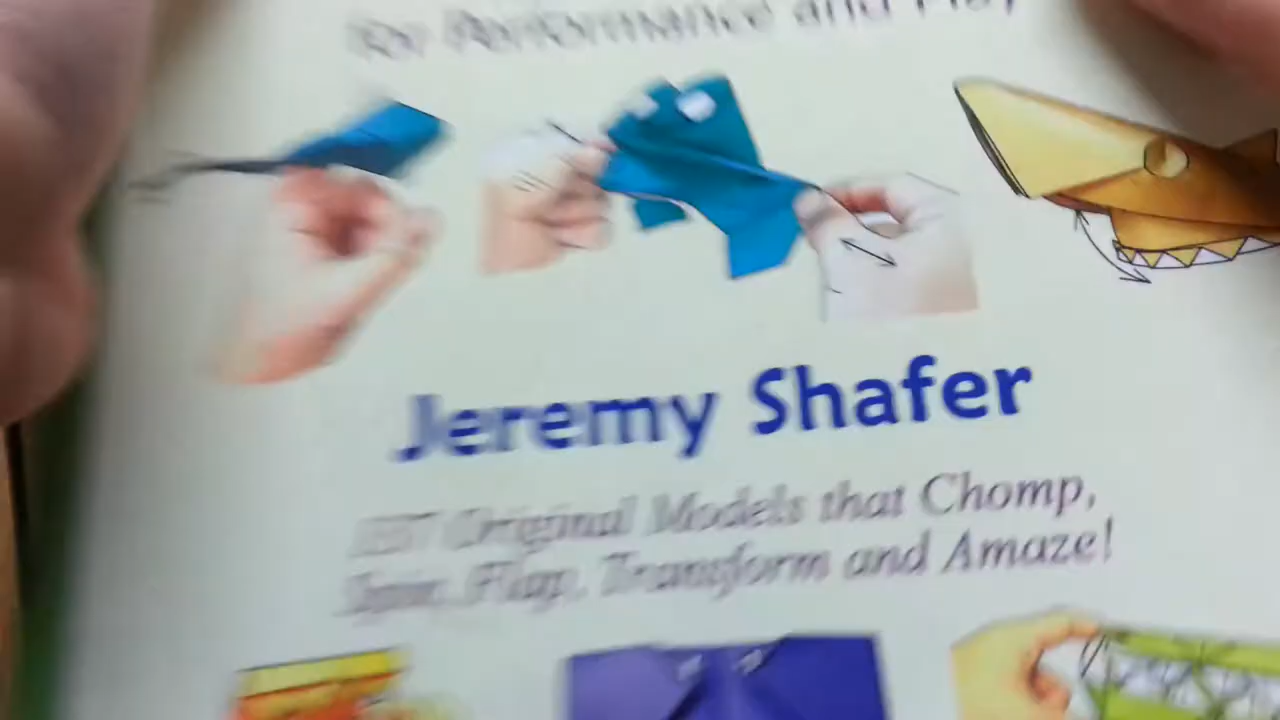 for Performance and Play
Jeremy Shafer
Original Models that Chomp,
Spin, Flap, Transform and Amaze!